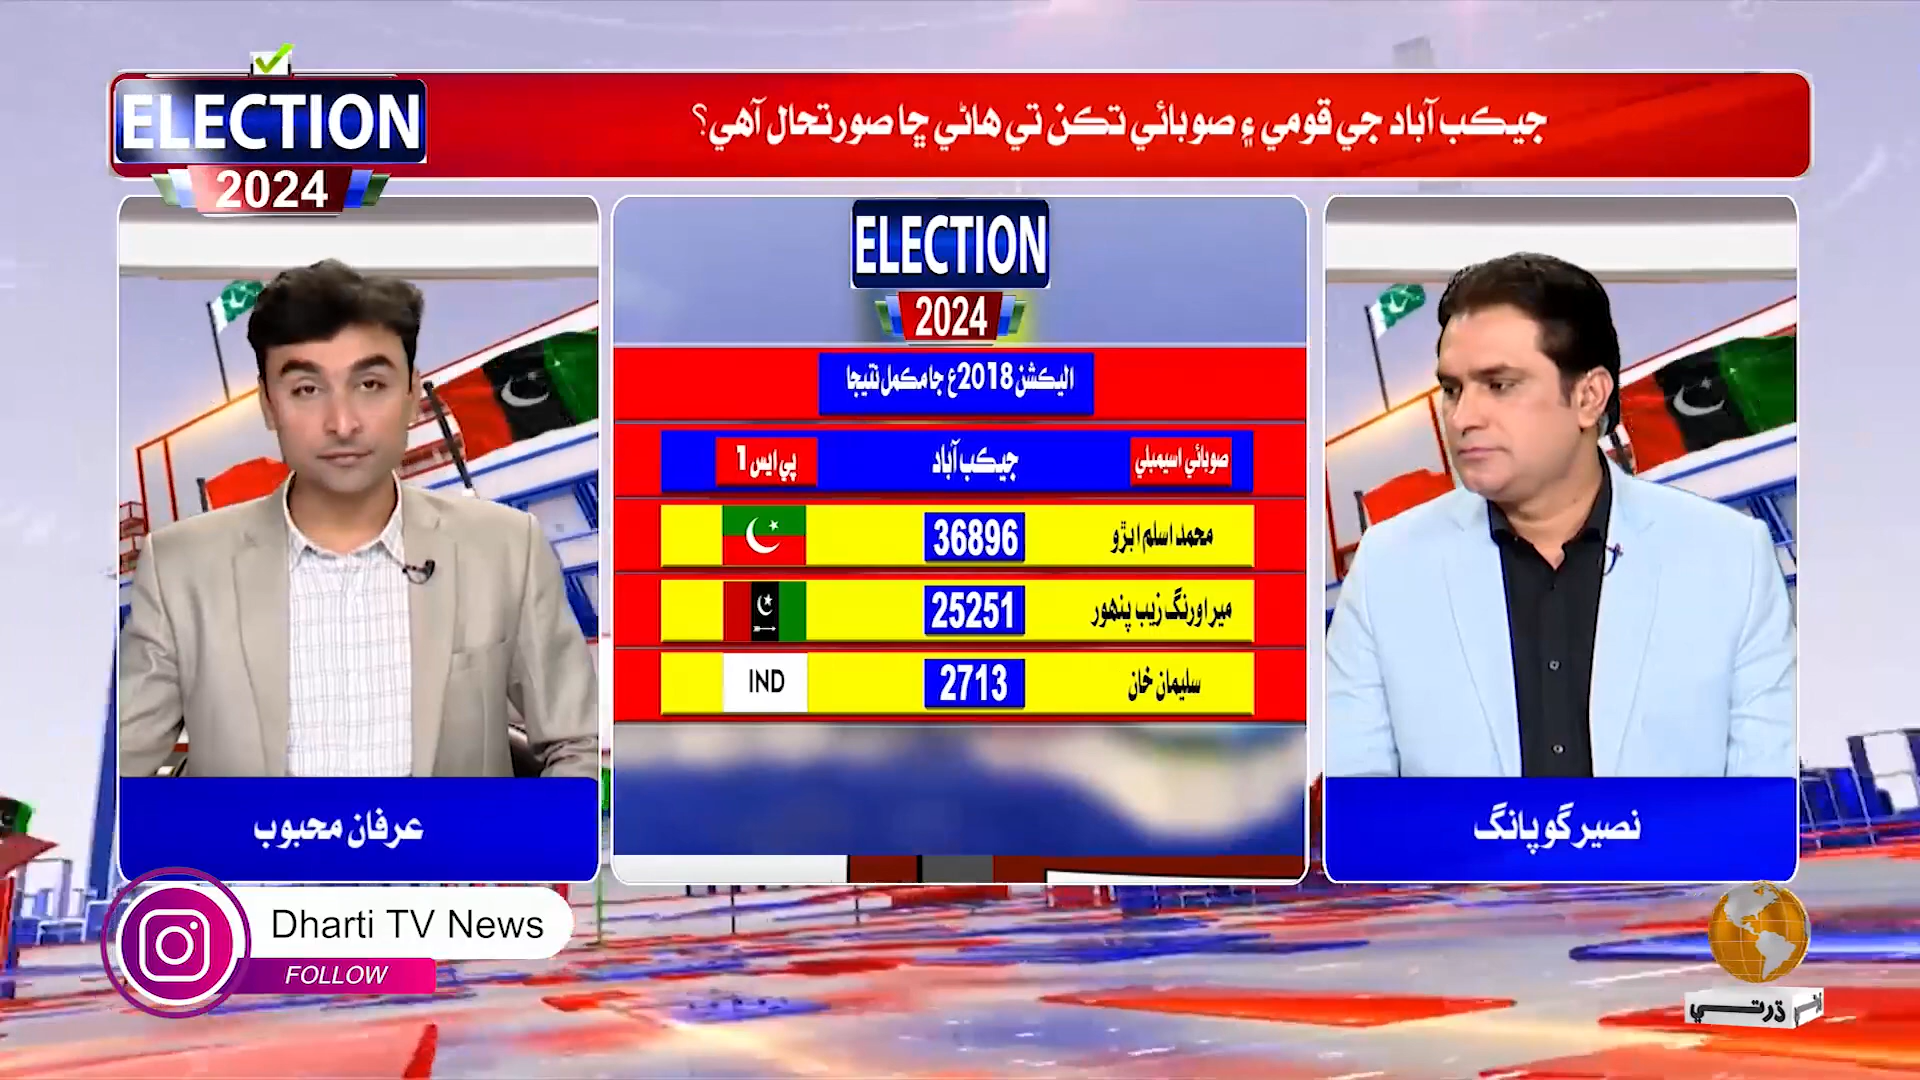 ELECTION
2024
جيڪب آباد جي قومي ۽ صوبائي تڪن تي هاڻي ڇا صورتحال آهي؟
ELECTION
2024
اليڪشن 2018ع جا مڪمل نتيجا
صوبائي اسيمبلي جيڪب آباد پي ايس 1
محمد اسلم ابڙو 36896
مير اورنگ زيب پنهور 25251
سليمان خان 2713 IND
عرفان محبوب
نصير گوپانگ
Dharti TV News
FOLLOW
ڌرتي